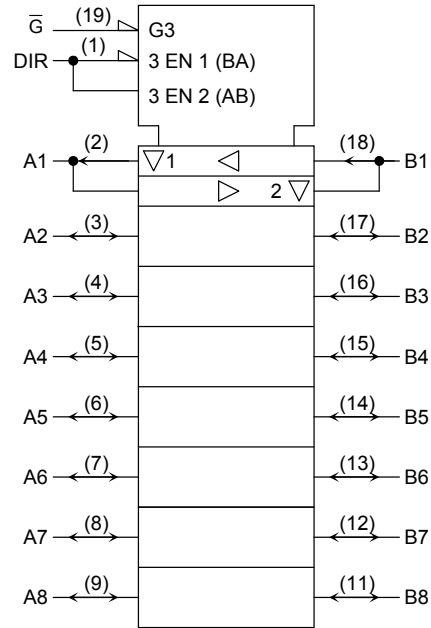 G̅ (19) G3
DIR (1) 3 EN 1 (BA)
3 EN 2 (AB)
A1 (2) 1 (18) B1
2
A2 (3) (17) B2
A3 (4) (16) B3
A4 (5) (15) B4
A5 (6) (14) B5
A6 (7) (13) B6
A7 (8) (12) B7
A8 (9) (11) B8